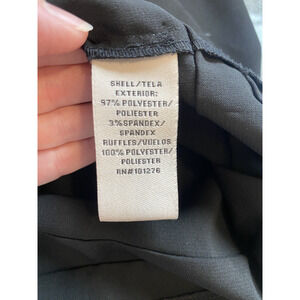 SHELL/TELA
EXTERIOR:
97% POLYESTER/
POLIESTER
3% SPANDEX/
SPANDEX
RUFFLES/VUELOS
100% POLYESTER/
POLIESTER
RN#101276